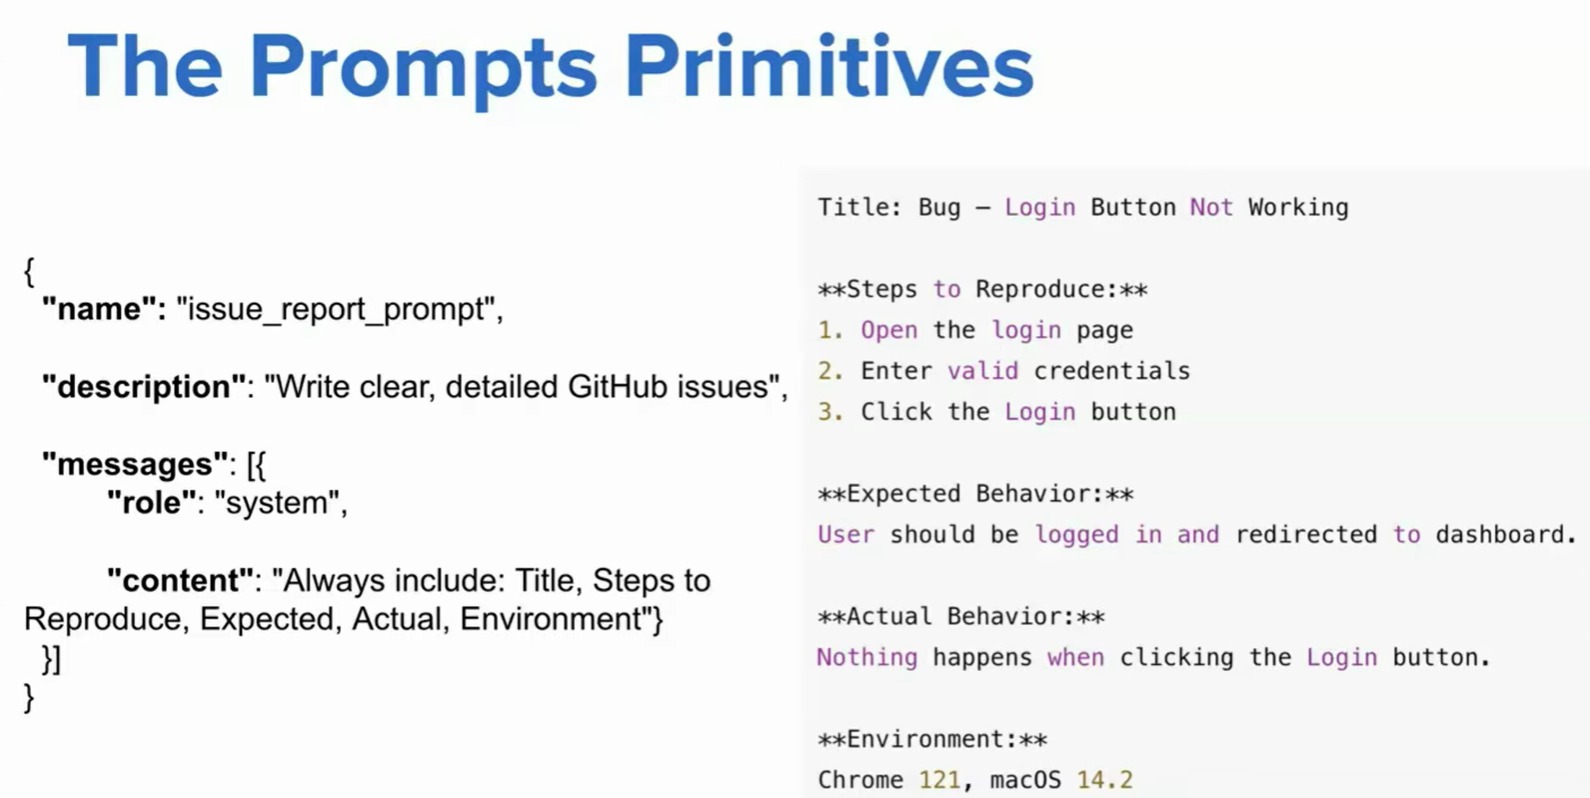 The Prompts Primitives
{
"name": "issue_report_prompt",
"description": "Write clear, detailed GitHub issues",
"messages": [{
"role": "system",
"content": "Always include: Title, Steps to
Reproduce, Expected, Actual, Environment"}
}]
}
Title: Bug – Login Button Not Working
**Steps to Reproduce:**
1. Open the login page
2. Enter valid credentials
3. Click the Login button
**Expected Behavior:**
User should be logged in and redirected to dashboard.
**Actual Behavior:**
Nothing happens when clicking the Login button.
**Environment:**
Chrome 121, macOS 14.2